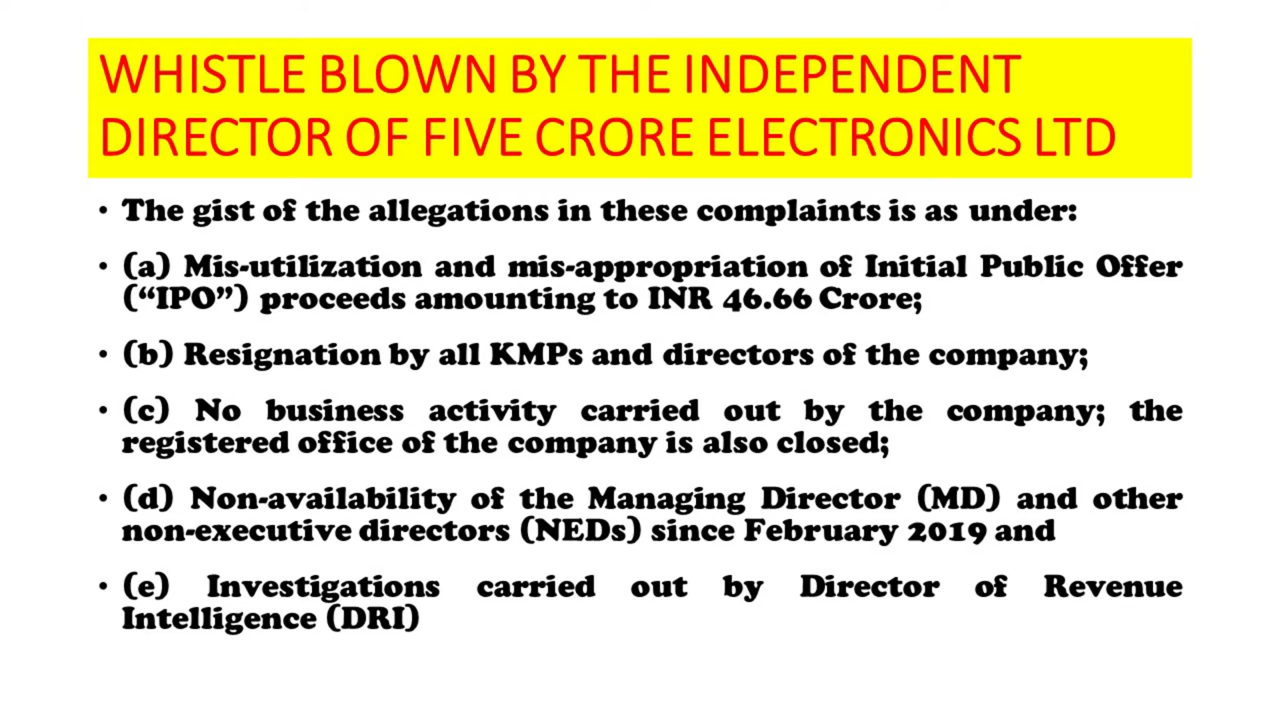 WHISTLE BLOWN BY THE INDEPENDENT
DIRECTOR OF FIVE CRORE ELECTRONICS LTD
• The gist of the allegations in these complaints is as under:
• (a) Mis-utilization and mis-appropriation of Initial Public Offer
(“IPO”) proceeds amounting to INR 46.66 Crore;
• (b) Resignation by all KMPs and directors of the company;
• (c) No business activity carried out by the company; the
registered office of the company is also closed;
• (d) Non-availability of the Managing Director (MD) and other
non-executive directors (NEDs) since February 2019 and
• (e) Investigations carried out by Director of Revenue
Intelligence (DRI)